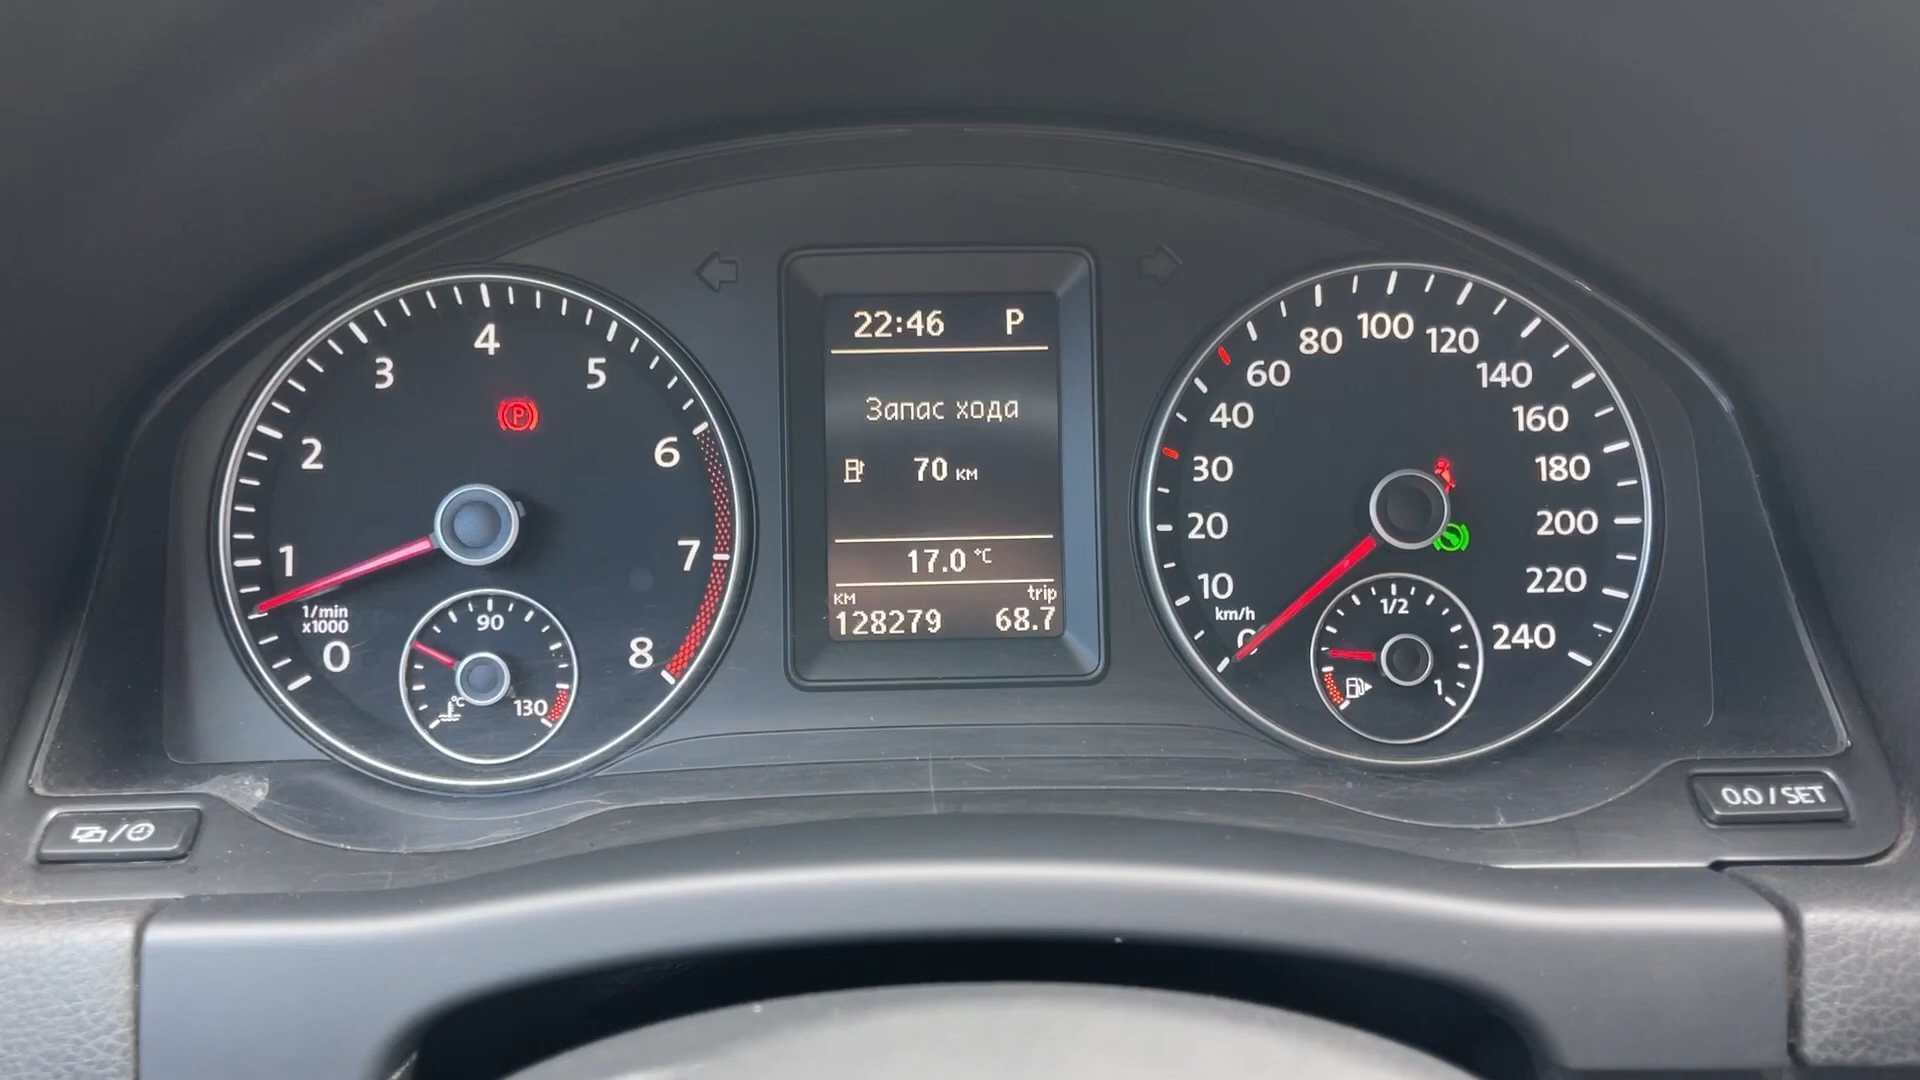 22:46 P
Запас хода
70 км
17.0 °C
КМ trip
128279 68.7
0 1 2 3 4 5 6 7 8
1/min
x1000
P
90
130
°C
0 10 20 30 40 60 80 100 120 140 160 180 200 220 240
km/h
1/2
1
0.0 / SET